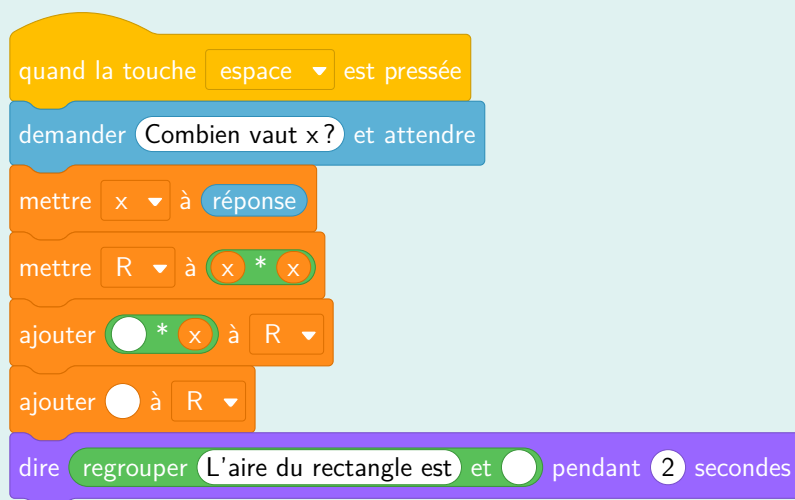 quand la touche espace est pressée
demander Combien vaut x ? et attendre
mettre x à réponse
mettre R à x * x
ajouter * x à R
ajouter à R
dire regrouper L'aire du rectangle est et pendant 2 secondes